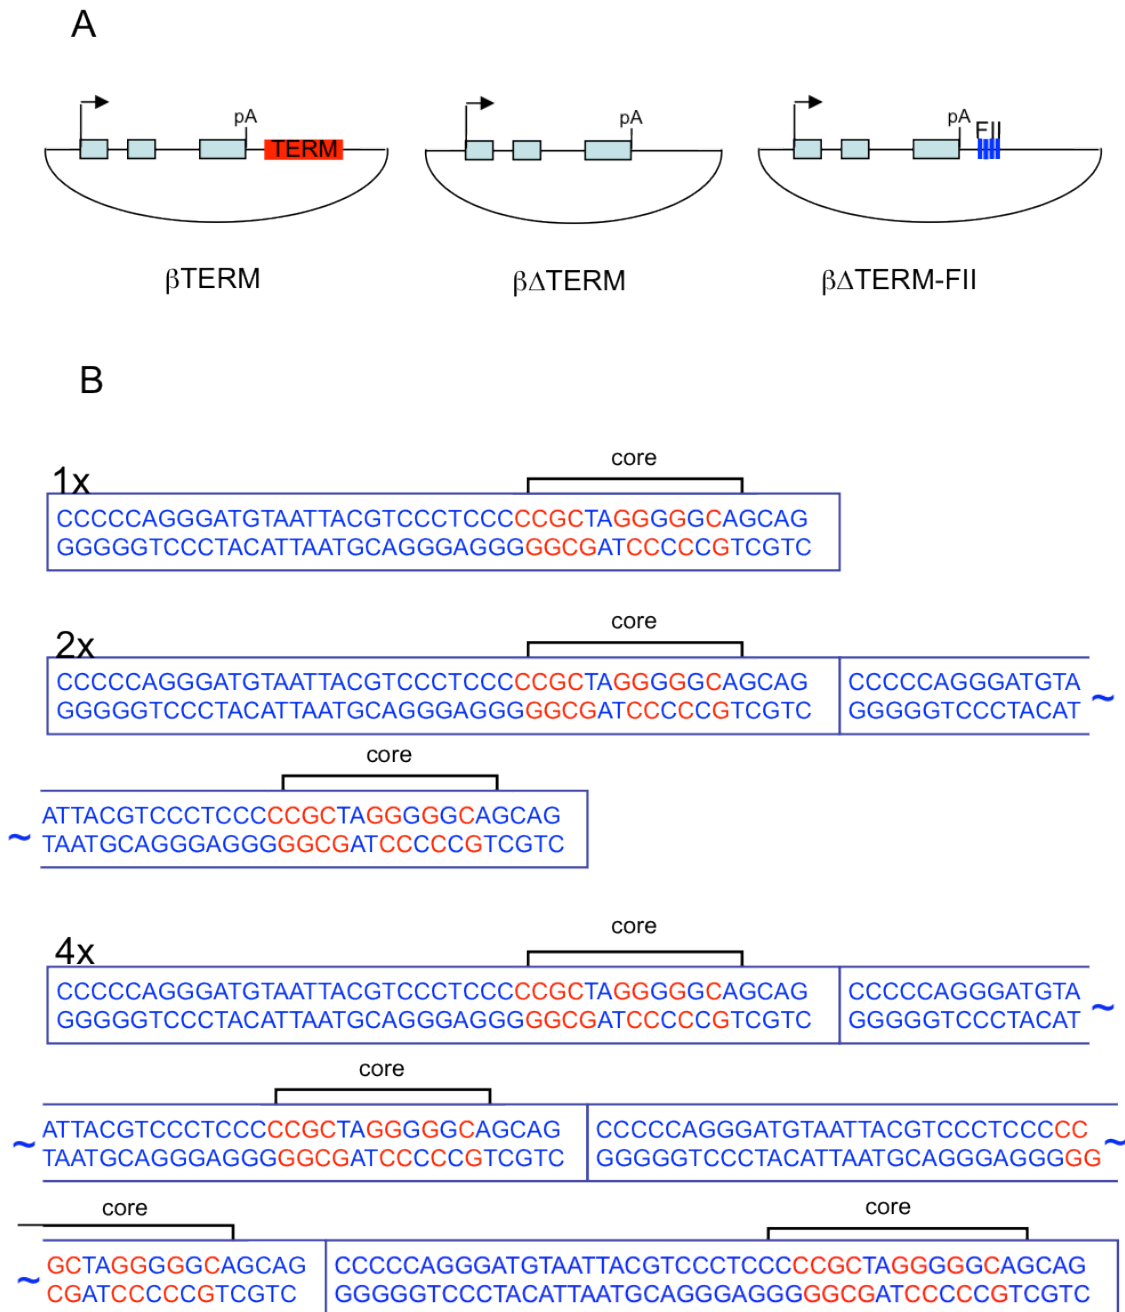 A
pA
TERM
pA
pA
FII
βTERM
βΔTERM
βΔTERM-FII
B
1x
core
CCCCCAGGGATGTAATTACGTCCCTCCCCCGCTAGGGGGCAGCAG
GGGGGTCCCTACATTAATGCAGGGAGGGGGCGATCCCCCGTCGTC
2x
core
CCCCCAGGGATGTAATTACGTCCCTCCCCCGCTAGGGGGCAGCAG CCCCCAGGGATGTA
GGGGGTCCCTACATTAATGCAGGGAGGGGGCGATCCCCCGTCGTC GGGGGTCCCTACAT ~
core
ATTACGTCCCTCCCCCGCTAGGGGGCAGCAG
~ TAATGCAGGGAGGGGGCGATCCCCCGTCGTC
4x
core
CCCCCAGGGATGTAATTACGTCCCTCCCCCGCTAGGGGGCAGCAG CCCCCAGGGATGTA
GGGGGTCCCTACATTAATGCAGGGAGGGGGCGATCCCCCGTCGTC GGGGGTCCCTACAT ~
core
ATTACGTCCCTCCCCCGCTAGGGGGCAGCAG CCCCCAGGGATGTAATTACGTCCCTCCCCC
~ TAATGCAGGGAGGGGGCGATCCCCCGTCGTC GGGGGTCCCTACATTAATGCAGGGAGGGGG ~
core core
GCTAGGGGGCAGCAG CCCCCAGGGATGTAATTACGTCCCTCCCCCGCTAGGGGGCAGCAG
~ CGATCCCCCGTCGTC GGGGGTCCCTACATTAATGCAGGGAGGGGGCGATCCCCCGTCGTC